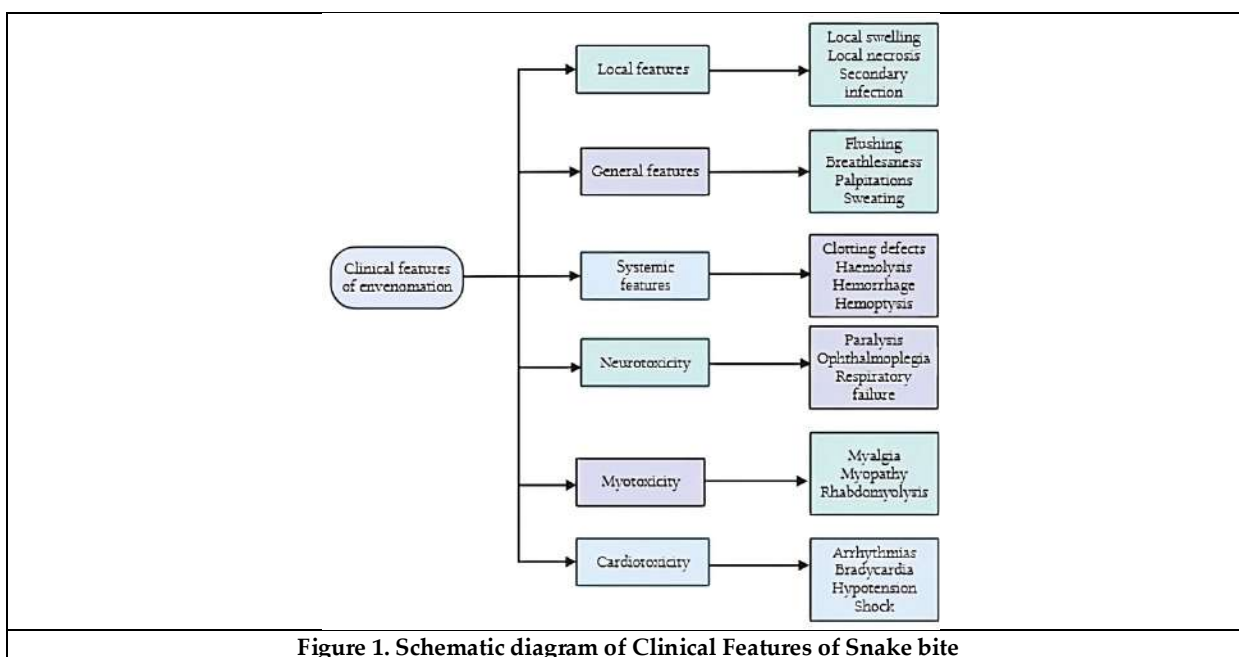 Local features
Local swelling
Local necrosis
Secondary
infection
General features
Flushing
Breathlessness
Palpitations
Sweating
Clinical features
of envenomation
Systemic
features
Clotting defects
Haemolysis
Hemorrhage
Hemoptysis
Neurotoxicity
Paralysis
Ophthalmoplegia
Respiratory
failure
Myotoxicity
Myalgia
Myopathy
Rhabdomyolysis
Cardiotoxicity
Arrhythmias
Bradycardia
Hypotension
Shock
Figure 1. Schematic diagram of Clinical Features of Snake bite